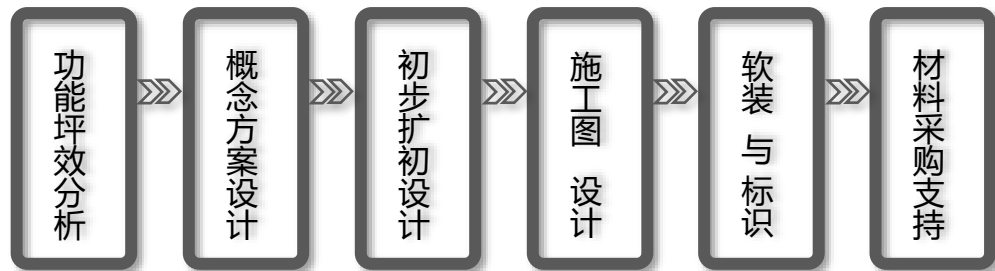 功能坪效分析
概念方案设计
初步扩初设计
施工图 设计
软装 与 标识
材料采购支持